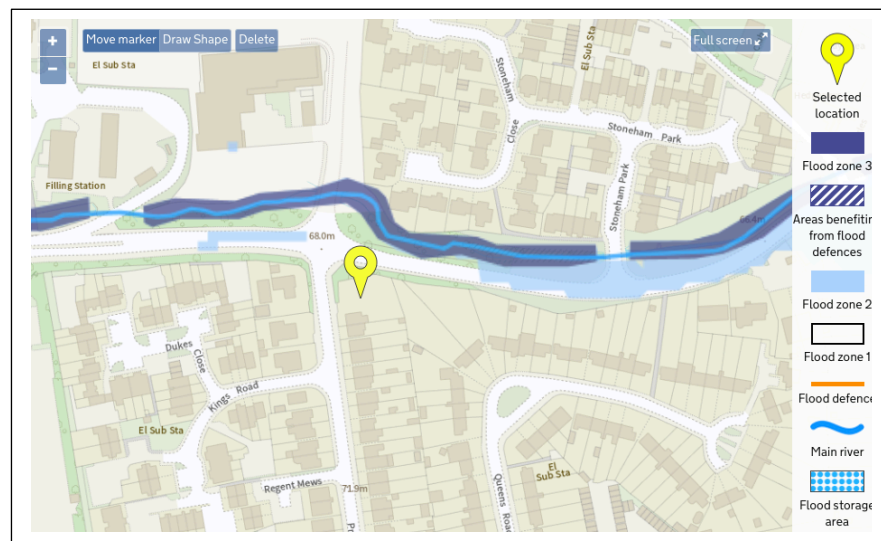 +
−
Move marker
Draw Shape
Delete
Full screen
El Sub Sta
El Sub Sta
Stoneham
Close
Stoneham Park
Stoneham Park
Filling Station
68.0m
Dukes
Close
Kings Road
El Sub Sta
Regent Mews
71.9m
Queens Road
El
Sub Sta
Selected
location
Flood zone 3
Areas benefitin
from flood
defences
Flood zone 2
Flood zone 1
Flood defence
Main river
Flood storage
area